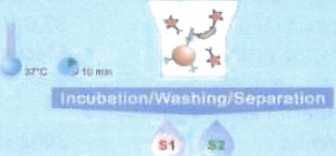 37°C 10 min
Incubation/Washing/Separation
S1 S2